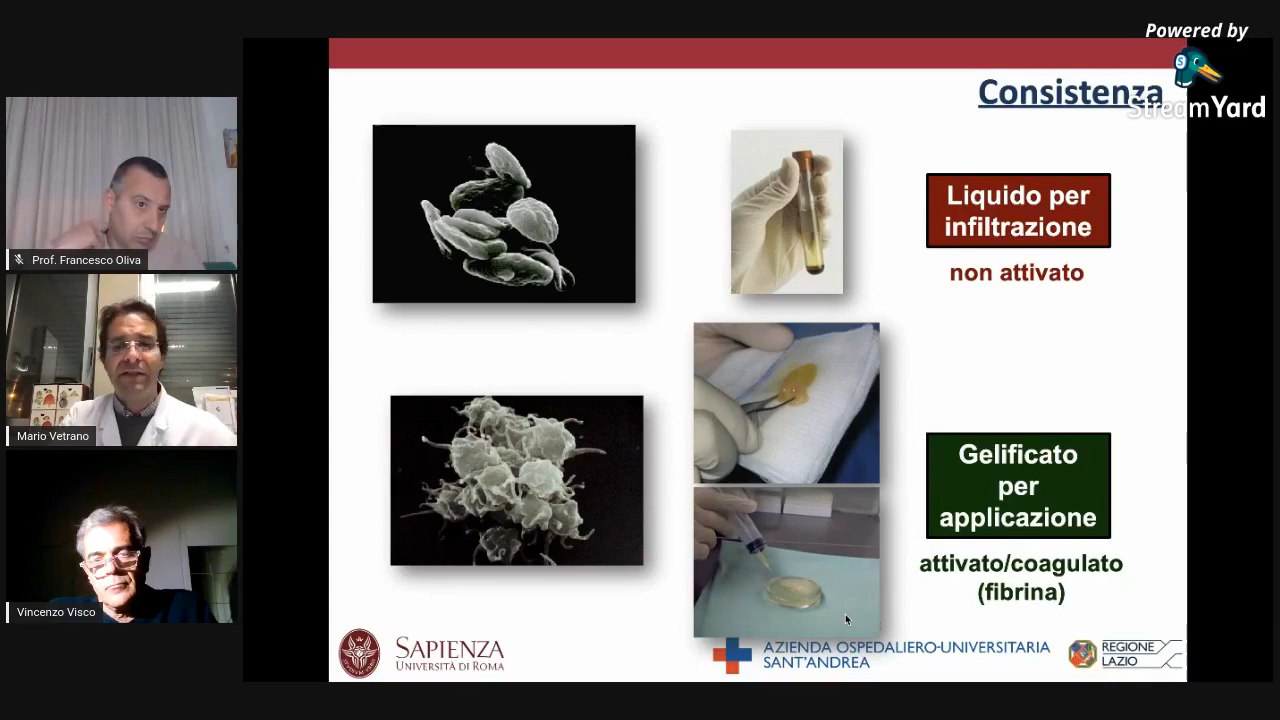 Powered by
StreamYard
Consistenza
Liquido per
infiltrazione
non attivato
Gelificato
per
applicazione
attivato/coagulato
(fibrina)
Prof. Francesco Oliva
Mario Vetrano
Vincenzo Visco
SAPIENZA
UNIVERSITÀ DI ROMA
AZIENDA OSPEDALIERO-UNIVERSITARIA
SANT'ANDREA
REGIONE
LAZIO